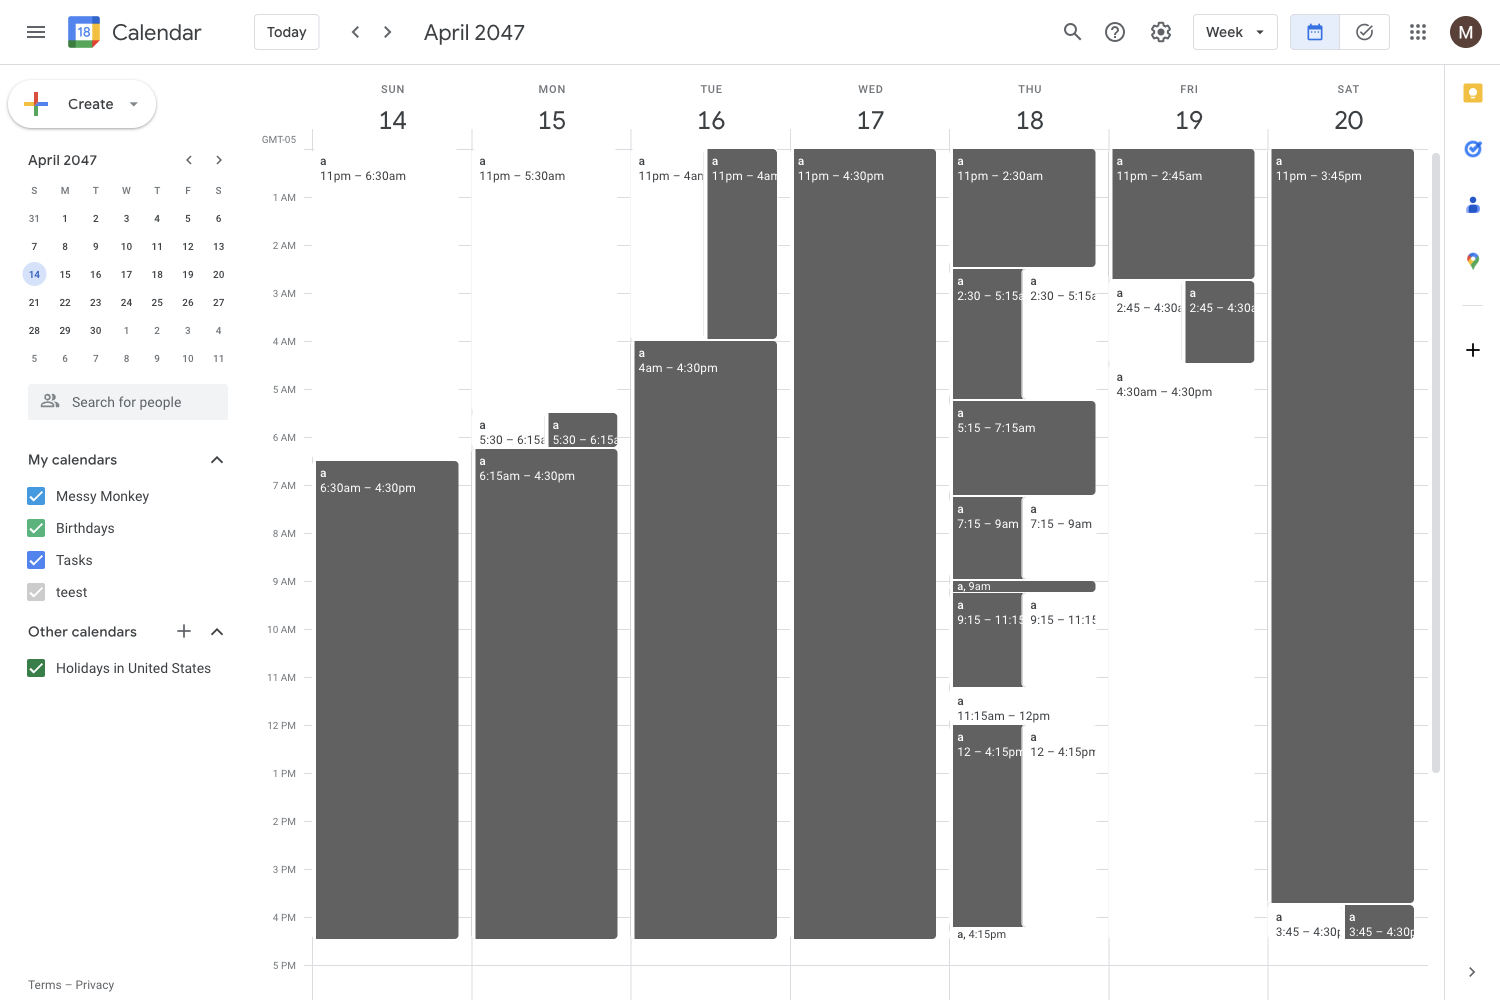 18 Calendar Today April 2047 Week M
Create
April 2047
S M T W T F S
31 1 2 3 4 5 6
7 8 9 10 11 12 13
14 15 16 17 18 19 20
21 22 23 24 25 26 27
28 29 30 1 2 3 4
5 6 7 8 9 10 11
Search for people
My calendars
Messy Monkey
Birthdays
Tasks
teest
Other calendars
Holidays in United States
Terms – Privacy
SUN MON TUE WED THU FRI SAT
14 15 16 17 18 19 20
GMT-05
1 AM
2 AM
3 AM
4 AM
5 AM
6 AM
7 AM
8 AM
9 AM
10 AM
11 AM
12 PM
1 PM
2 PM
3 PM
4 PM
5 PM
a
11pm – 6:30am
a
6:30am – 4:30pm
a
11pm – 5:30am
a
5:30 – 6:15a
a
5:30 – 6:15a
a
6:15am – 4:30pm
a
11pm – 4am
a
11pm – 4am
a
4am – 4:30pm
a
11pm – 4:30pm
a
11pm – 2:30am
a
2:30 – 5:15a
a
2:30 – 5:15a
a
5:15 – 7:15am
a
7:15 – 9am
a
7:15 – 9am
a, 9am
a
9:15 – 11:15
a
9:15 – 11:15
a
11:15am – 12pm
a
12 – 4:15pm
a
12 – 4:15pm
a, 4:15pm
a
11pm – 2:45am
a
2:45 – 4:30a
a
2:45 – 4:30a
a
4:30am – 4:30pm
a
11pm – 3:45pm
a
3:45 – 4:30p
a
3:45 – 4:30p